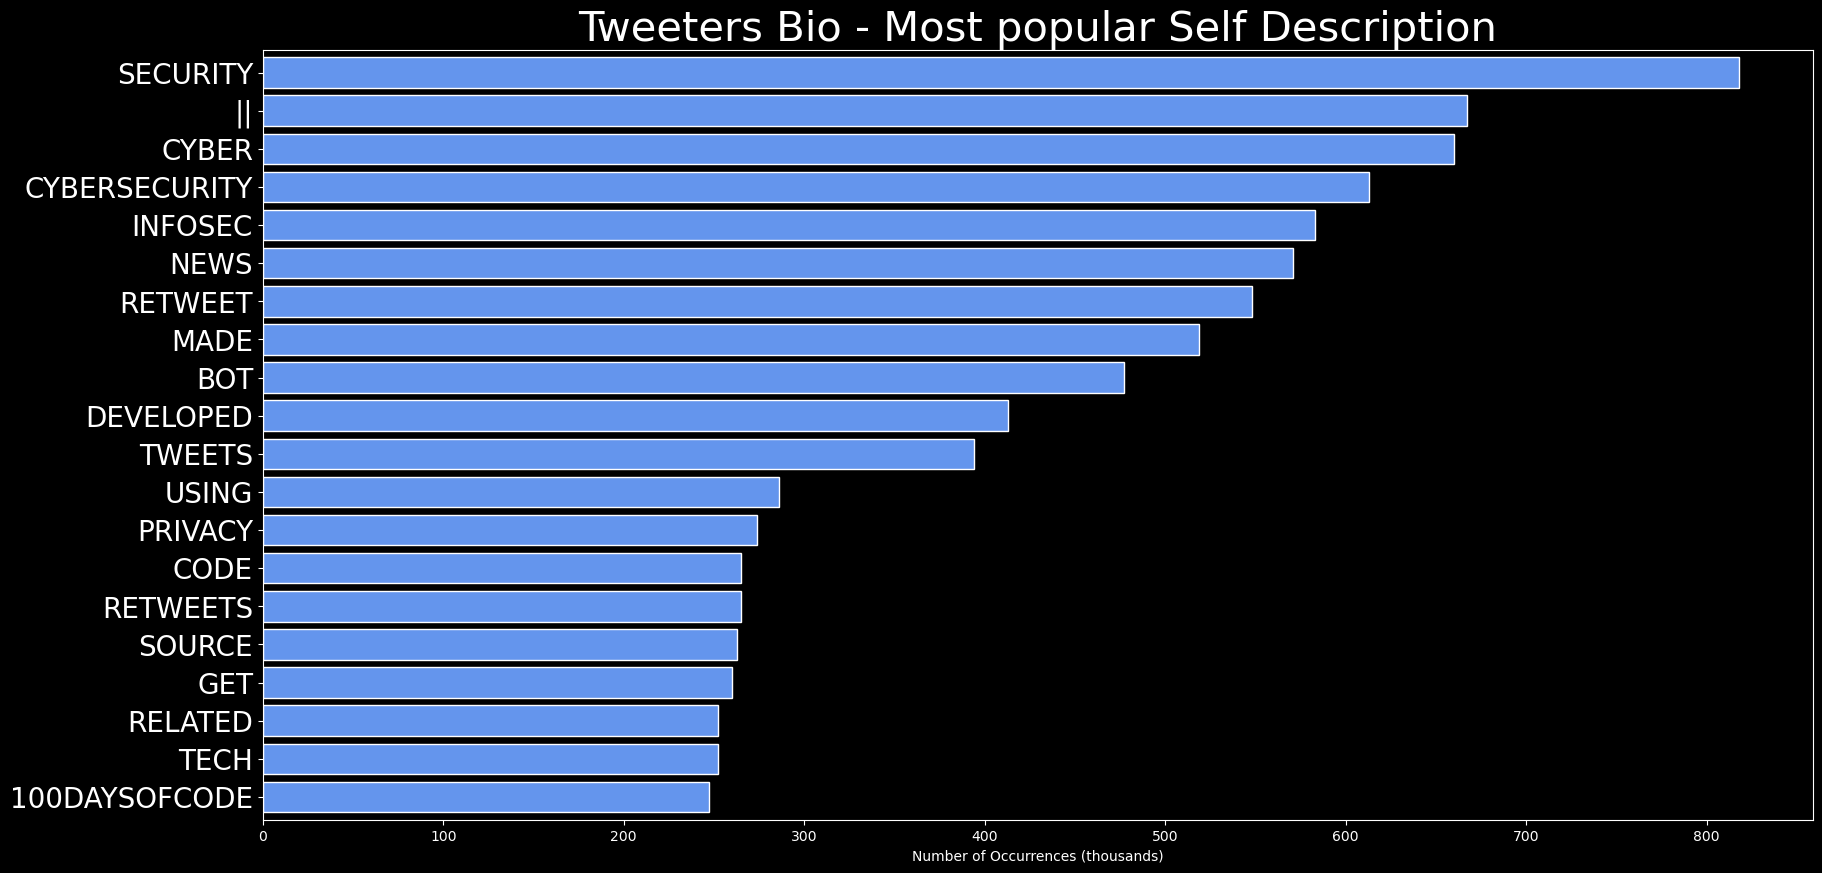 Tweeters Bio - Most popular Self Description
SECURITY
||
CYBER
CYBERSECURITY
INFOSEC
NEWS
RETWEET
MADE
BOT
DEVELOPED
TWEETS
USING
PRIVACY
CODE
RETWEETS
SOURCE
GET
RELATED
TECH
100DAYSOFCODE
0 100 200 300 400 500 600 700 800
Number of Occurrences (thousands)